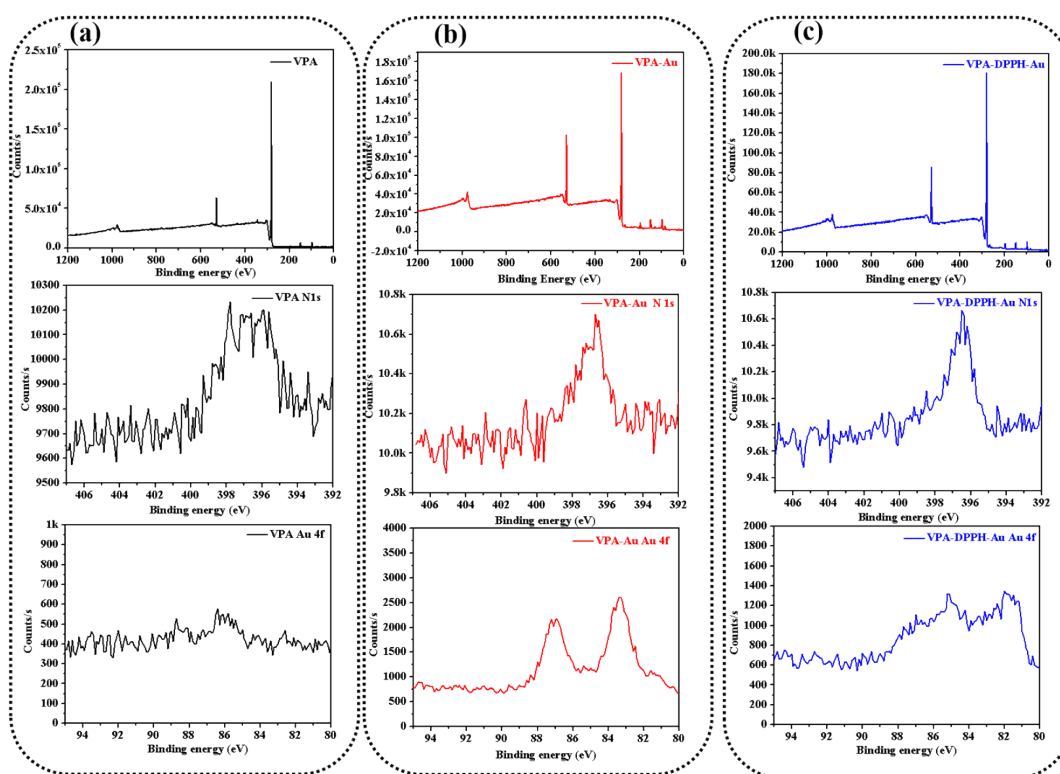 (a)
VPA
2.5x10⁵
2.0x10⁵
1.5x10⁵
1.0x10⁵
5.0x10⁴
0.0
Counts/s
1200 1000 800 600 400 200 0
Binding energy (eV)
VPA N1s
10300
10200
10100
10000
9900
9800
9700
9600
9500
Counts/s
406 404 402 400 398 396 394 392
Binding energy (eV)
VPA Au 4f
1k
900
800
700
600
500
400
300
200
100
0
Counts/s
94 92 90 88 86 84 82 80
Binding energy (eV)
(b)
VPA-Au
1.8x10⁵
1.6x10⁵
1.4x10⁵
1.2x10⁵
1.0x10⁵
8.0x10⁴
6.0x10⁴
4.0x10⁴
2.0x10⁴
0.0
-2.0x10⁴
Counts/s
1200 1000 800 600 400 200 0
Binding Energy (eV)
VPA-Au N 1s
10.8k
10.6k
10.4k
10.2k
10.0k
9.8k
Counts/s
406 404 402 400 398 396 394 392
Binding energy (eV)
VPA-Au Au 4f
4000
3500
3000
2500
2000
1500
1000
500
0
Counts/s
94 92 90 88 86 84 82 80
Binding energy (eV)
(c)
VPA-DPPH-Au
200.0k
180.0k
160.0k
140.0k
120.0k
100.0k
80.0k
60.0k
40.0k
20.0k
0.0
Counts/s
1200 1000 800 600 400 200 0
Binding energy (eV)
VPA-DPPH-Au N1s
10.8k
10.6k
10.4k
10.2k
10.0k
9.8k
9.6k
9.4k
Counts/s
406 404 402 400 398 396 394 392
Binding energy (eV)
VPA-DPPH-Au Au 4f
2000
1800
1600
1400
1200
1000
800
600
400
200
0
Counts/s
94 92 90 88 86 84 82 80
Binding energy (eV)